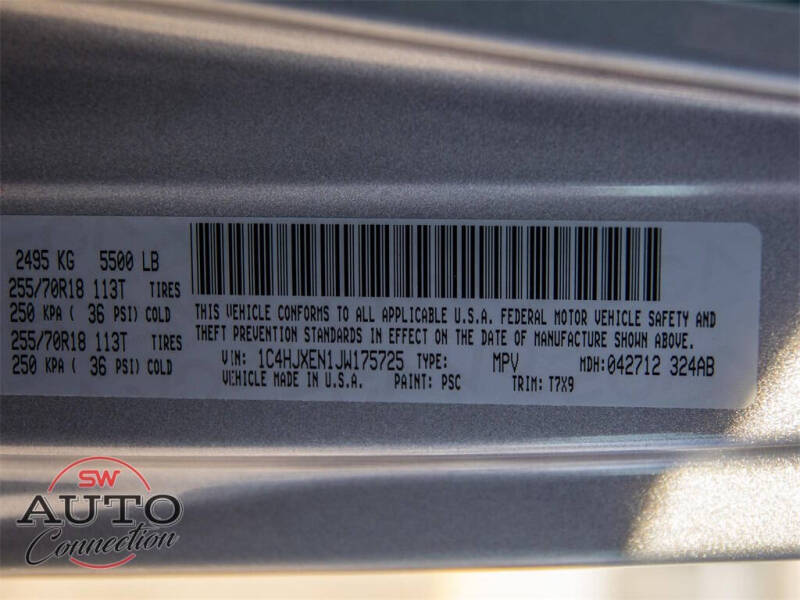 2495 KG 5500 LB
255/70R18 113T TIRES
250 KPA ( 36 PSI) COLD
255/70R18 113T TIRES
250 KPA ( 36 PSI) COLD
THIS VEHICLE CONFORMS TO ALL APPLICABLE U.S.A. FEDERAL MOTOR VEHICLE SAFETY AND
THEFT PREVENTION STANDARDS IN EFFECT ON THE DATE OF MANUFACTURE SHOWN ABOVE.
VIN: 1C4HJXEN1JW175725 TYPE: MPV MDH:042712 324AB
VEHICLE MADE IN U.S.A. PAINT: PSC TRIM: T7X9
SW
AUTO
Connection